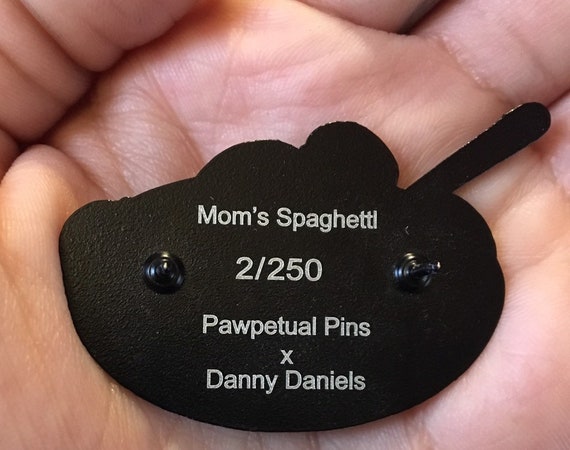 Mom's Spaghetti
2/250
Pawpetual Pins
x
Danny Daniels